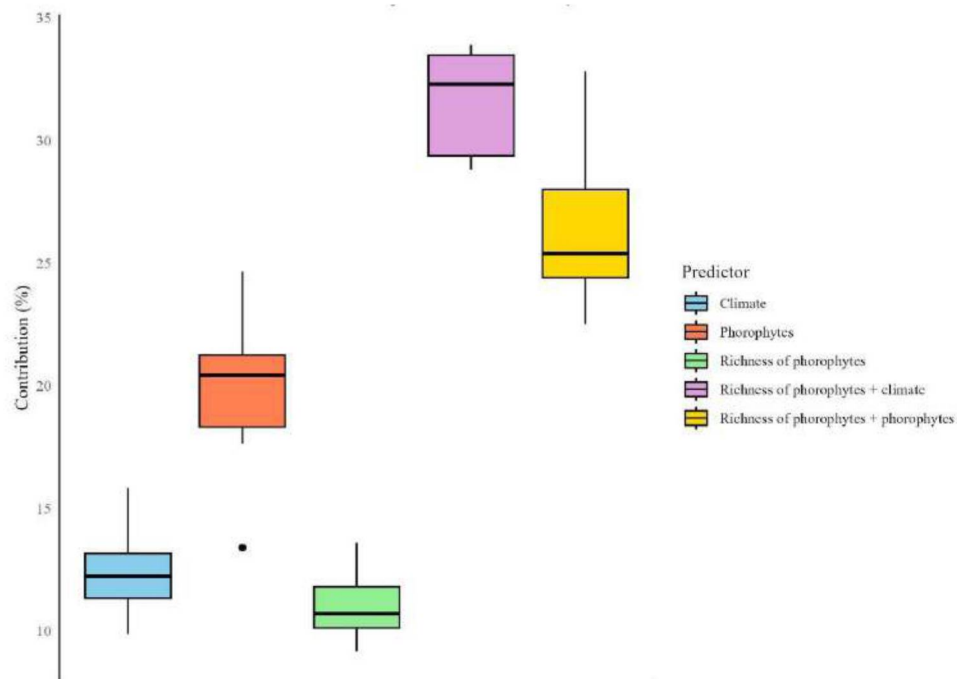 35
30
25
20
15
10
Contribution (%)
Predictor
Climate
Phorophytes
Richness of phorophytes
Richness of phorophytes + climate
Richness of phorophytes + phorophytes